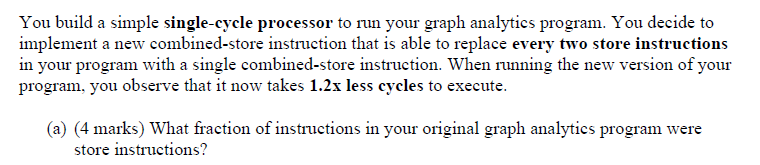 You build a simple single-cycle processor to run your graph analytics program. You decide to
implement a new combined-store instruction that is able to replace every two store instructions
in your program with a single combined-store instruction. When running the new version of your
program, you observe that it now takes 1.2x less cycles to execute.
(a) (4 marks) What fraction of instructions in your original graph analytics program were
store instructions?